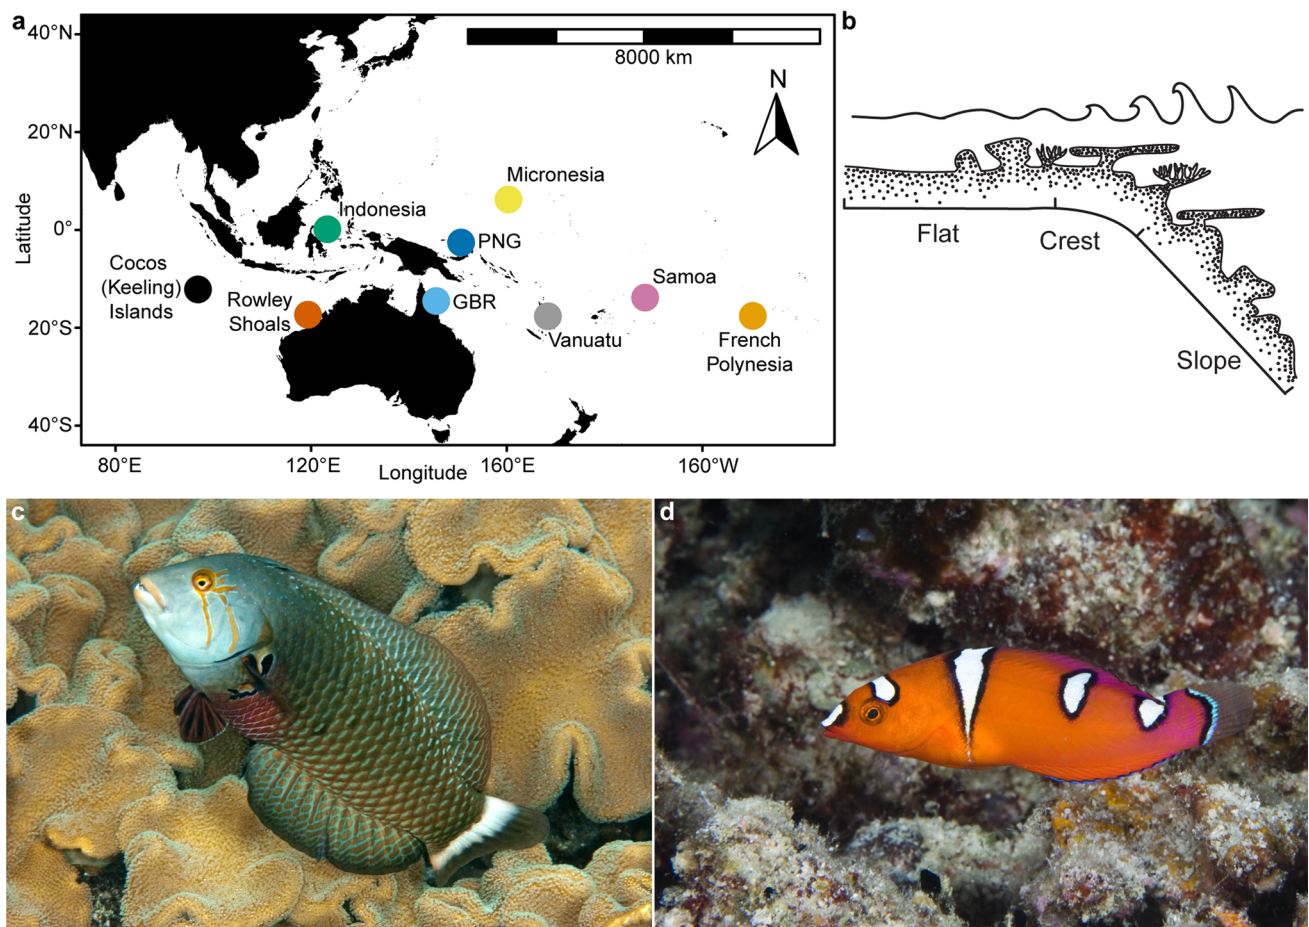 a
40°N
20°N
0°
20°S
40°S
Latitude
80°E
120°E
160°E
160°W
Longitude
8000 km
N
Micronesia
Indonesia
PNG
Cocos
(Keeling)
Islands
Rowley
Shoals
GBR
Samoa
Vanuatu
French
Polynesia
b
Flat
Crest
Slope
c
d